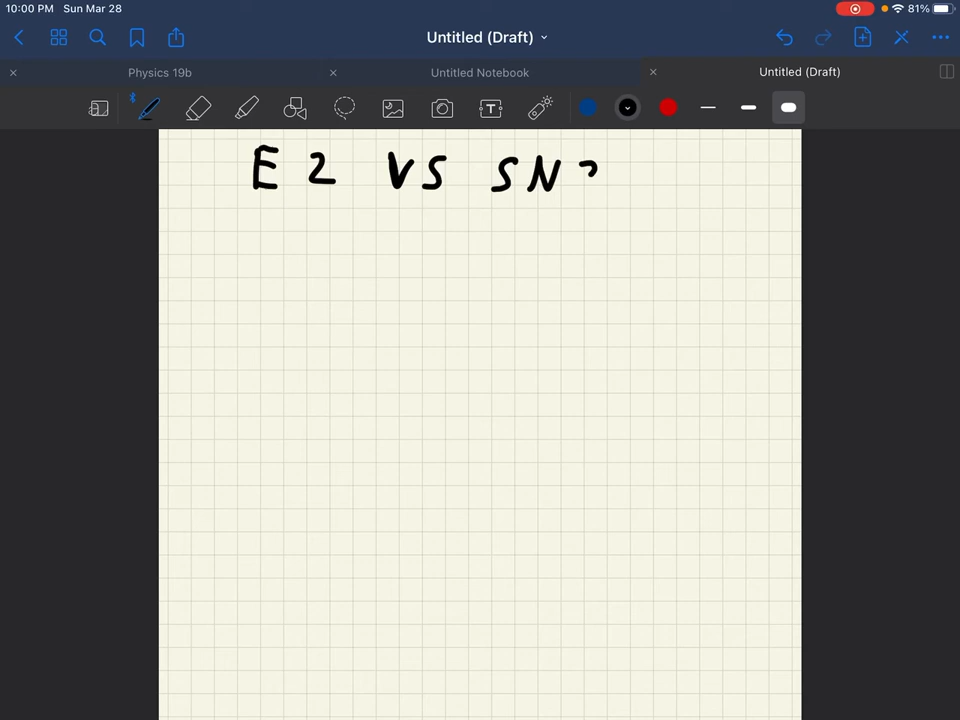 10:00 PM Sun Mar 28 81%
Untitled (Draft)
Physics 19b Untitled Notebook Untitled (Draft)
T
E 2 VS SN